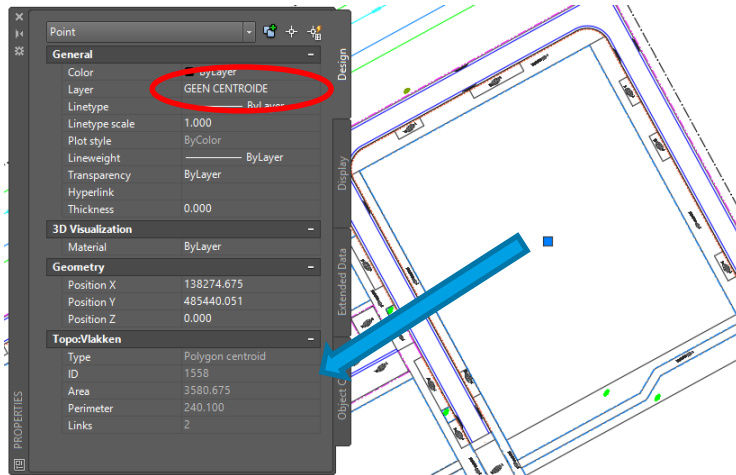 Point
General
Color ByLayer
Layer GEEN CENTROIDE
Linetype ByLayer
Linetype scale 1.000
Plot style ByColor
Lineweight ByLayer
Transparency ByLayer
Hyperlink
Thickness 0.000
3D Visualization
Material ByLayer
Geometry
Position X 138274.675
Position Y 485440.051
Position Z 0.000
Topo:Vlakken
Type Polygon centroid
ID 1558
Area 3580.675
Perimeter 240.100
Links 2
Design
Display
Extended Data
Object C
PROPERTIES